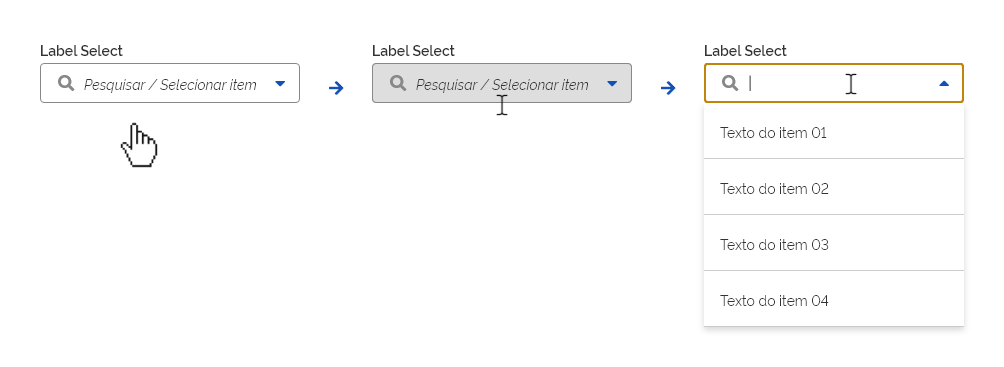 Label Select
Pesquisar / Selecionar item
Label Select
Pesquisar / Selecionar item
Label Select
Texto do item 01
Texto do item 02
Texto do item 03
Texto do item 04